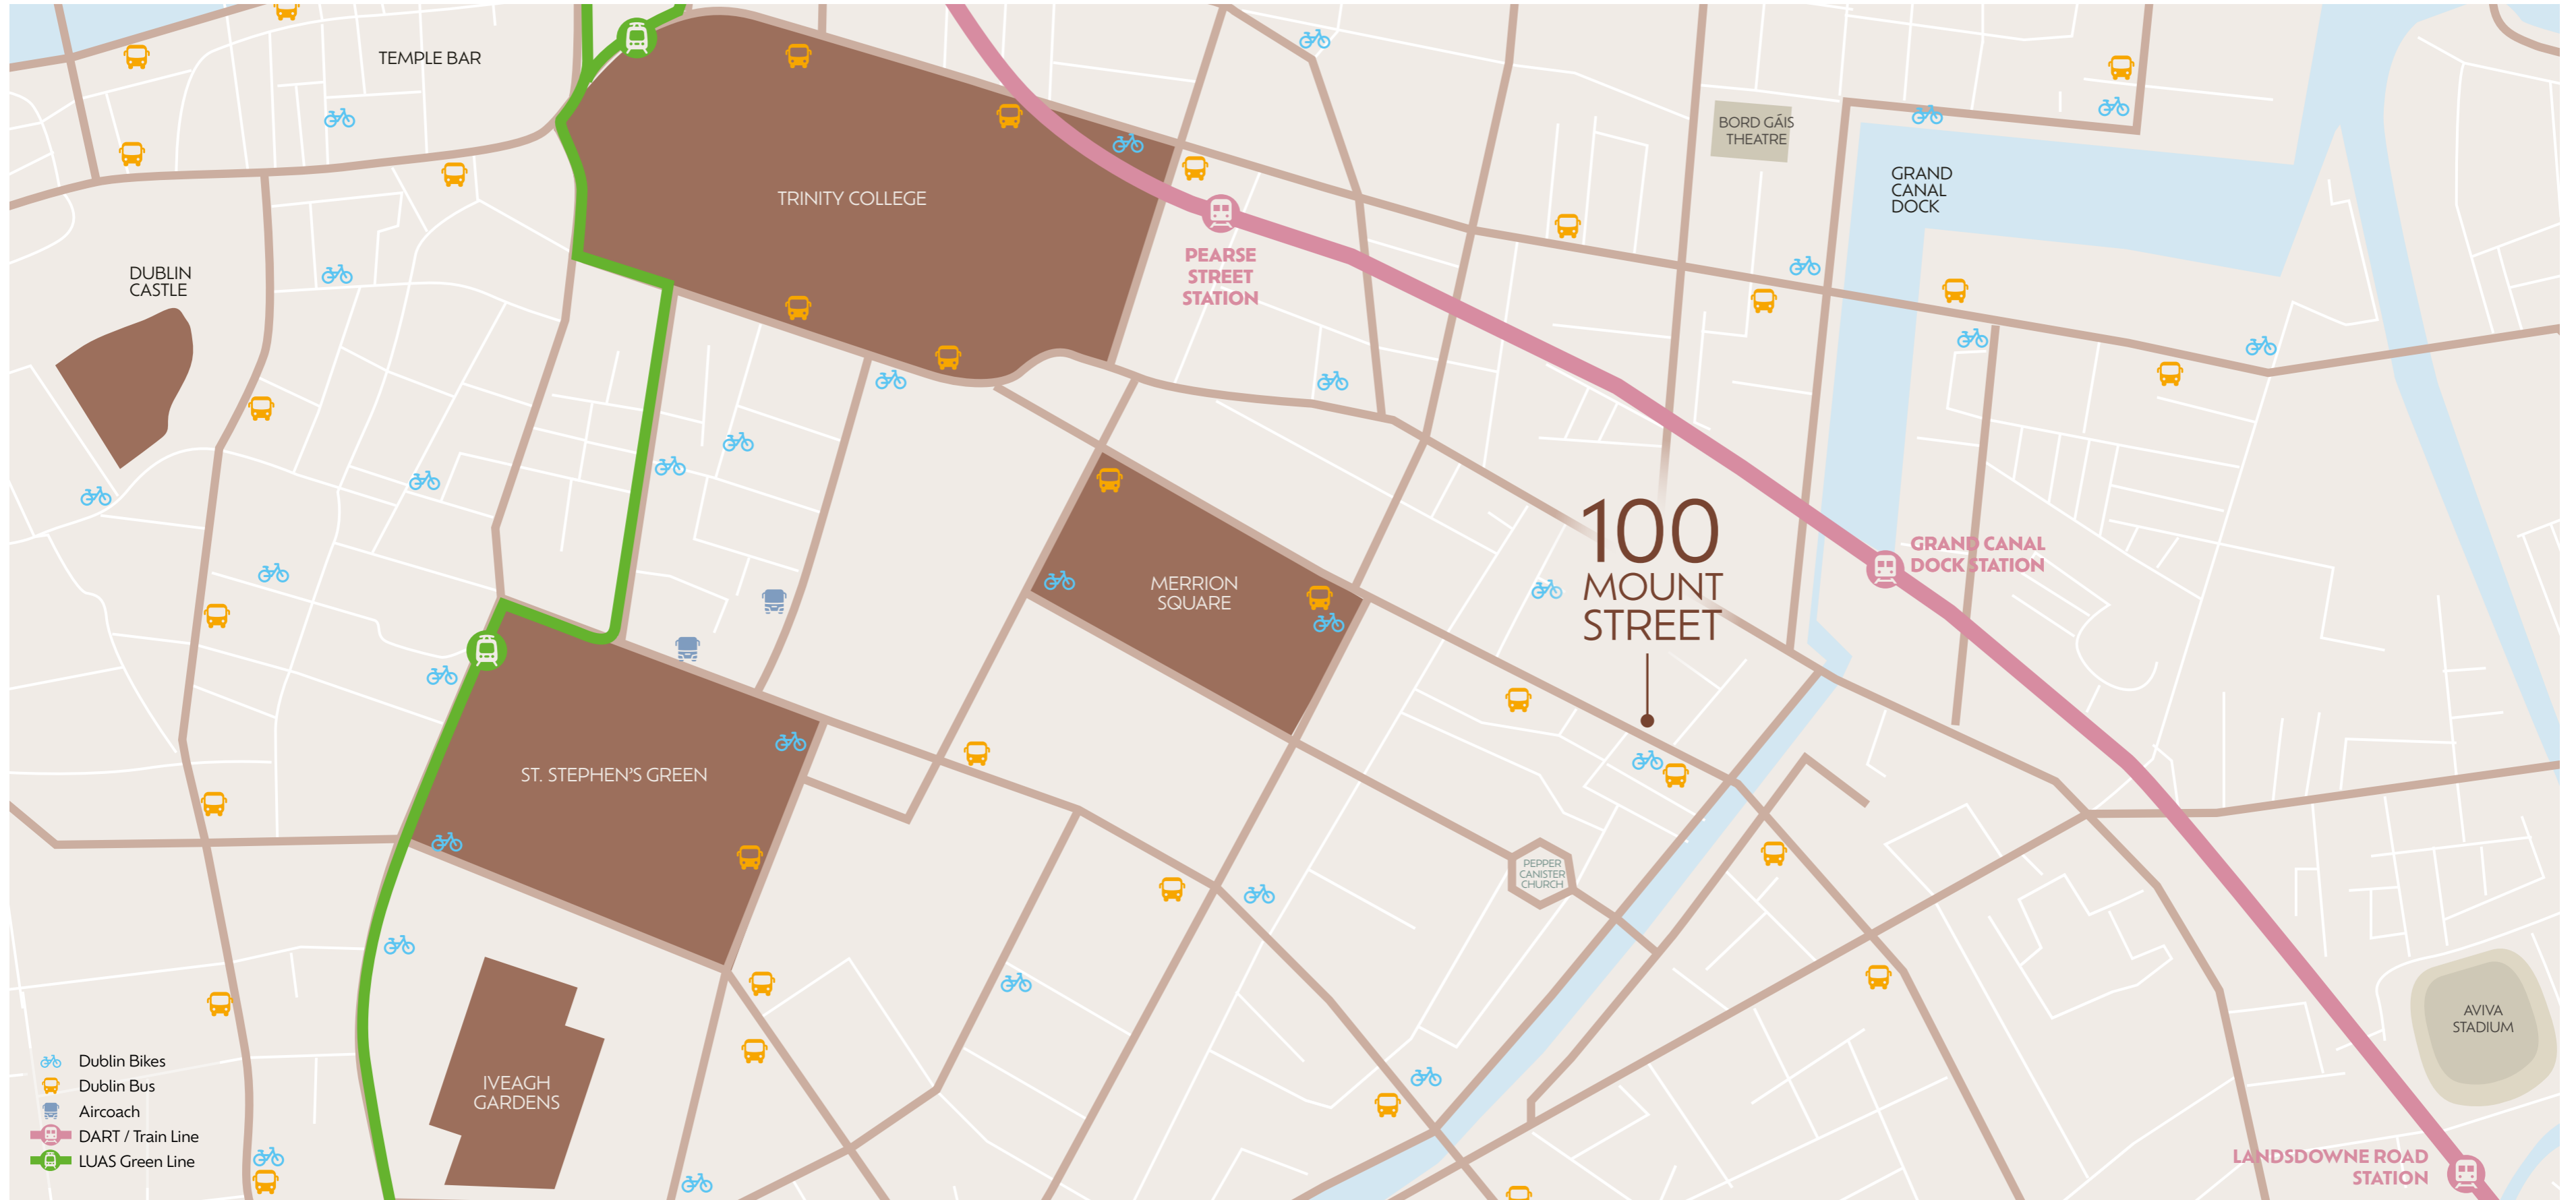 TEMPLE BAR
TRINITY COLLEGE
BORD GÁIS
THEATRE
GRAND
CANAL
DOCK
DUBLIN
CASTLE
PEARSE
STREET
STATION
100
MOUNT
STREET
GRAND CANAL
DOCK STATION
MERRION
SQUARE
ST. STEPHEN'S GREEN
PEPPER
CANISTER
CHURCH
IVEAGH
GARDENS
AVIVA
STADIUM
LANDSDOWNE ROAD
STATION
Dublin Bikes
Dublin Bus
Aircoach
DART / Train Line
LUAS Green Line